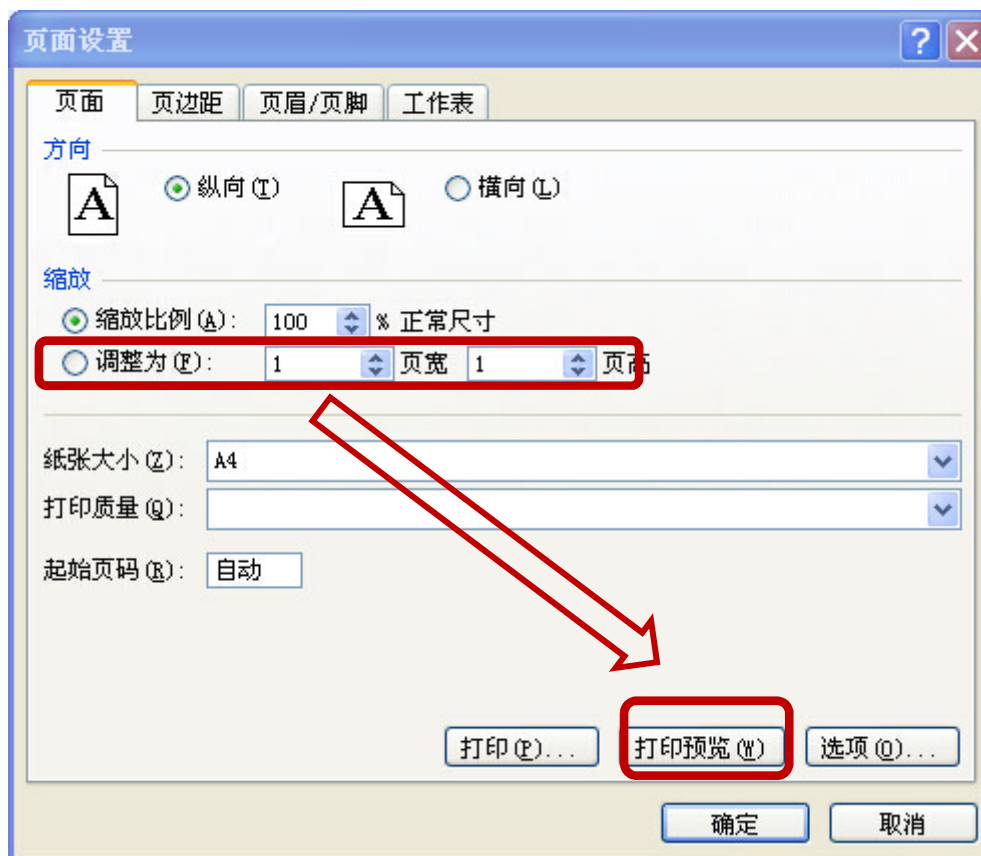 页面设置
页面 页边距 页眉/页脚 工作表
方向
A 纵向(T) A 横向(L)
缩放
缩放比例(A): 100 % 正常尺寸
调整为(F): 1 页宽 1 页高
纸张大小(Z): A4
打印质量(Q):
起始页码(R): 自动
打印(P)... 打印预览(W) 选项(O)...
确定 取消